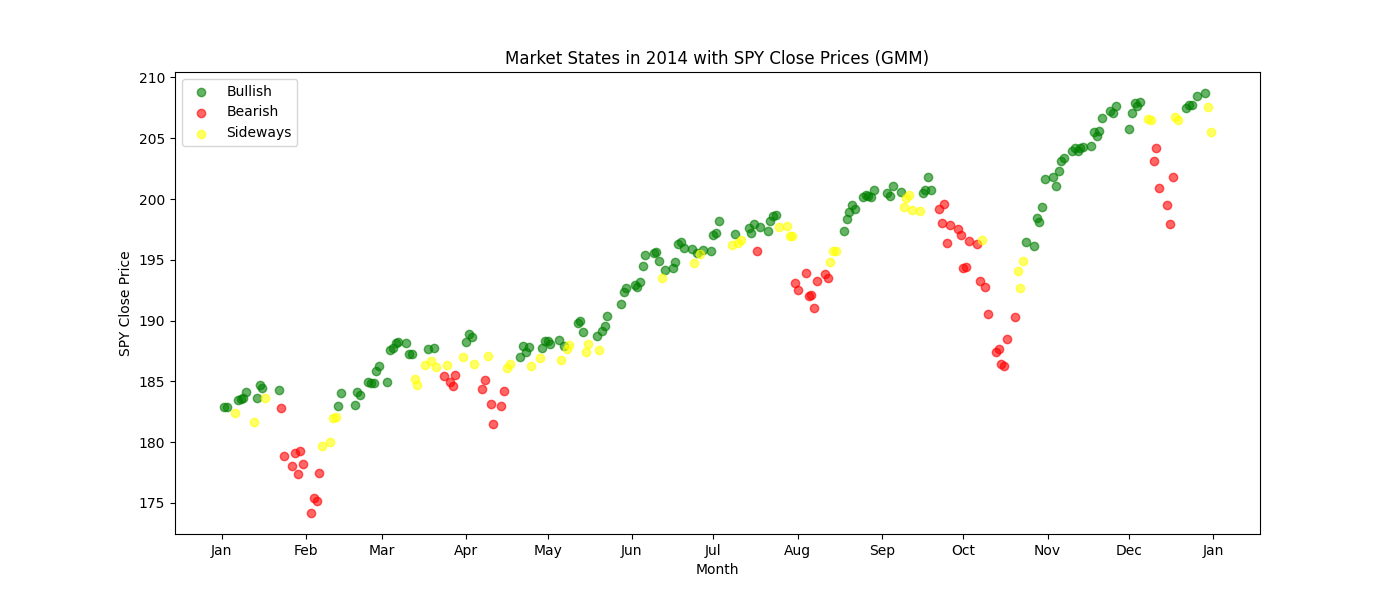 Market States in 2014 with SPY Close Prices (GMM)
210
205
200
195
190
185
180
175
SPY Close Price
Bullish
Bearish
Sideways
Jan Feb Mar Apr May Jun Jul Aug Sep Oct Nov Dec Jan
Month